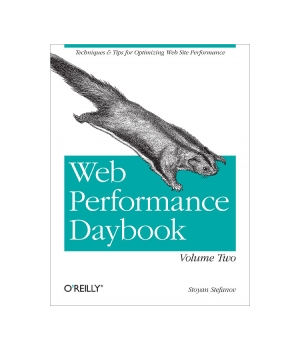 Techniques & Tips for Optimizing Web Site Performance
Web
Performance
Daybook
Volume Two
O'REILLY®
Stoyan Stefanov